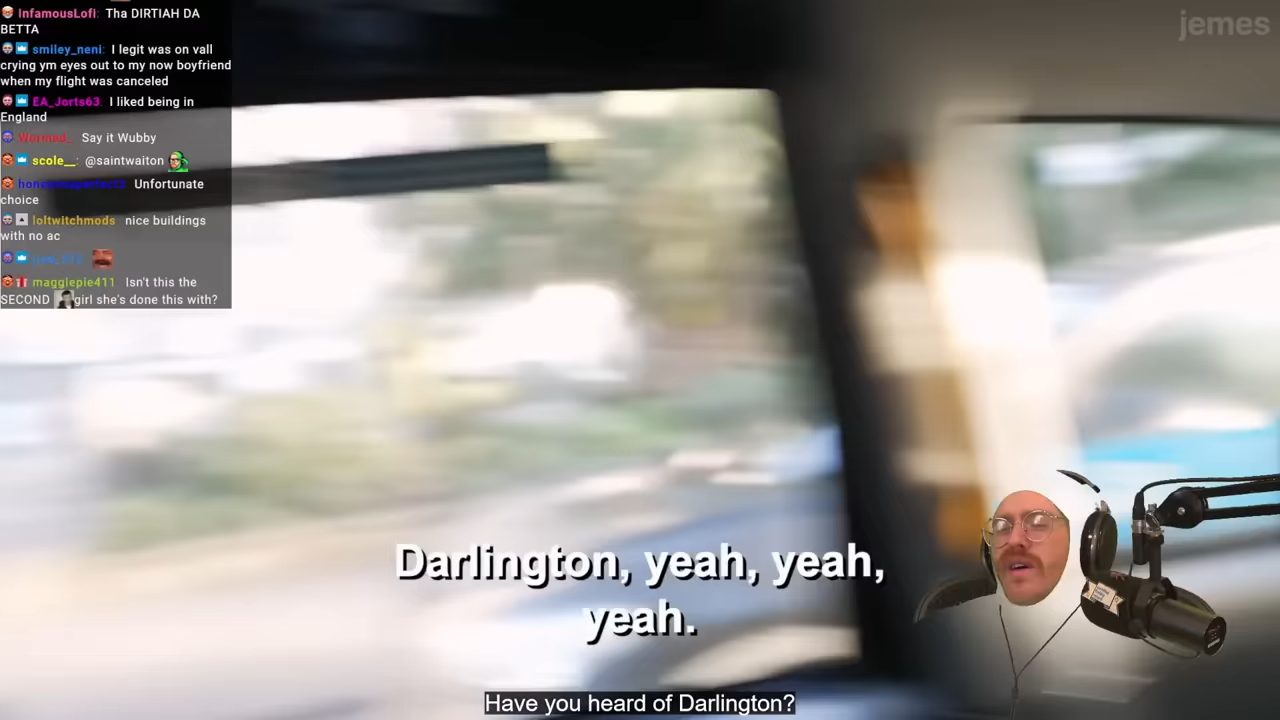 jemes
InfamousLofi: Tha DIRTIAH DA
BETTA
smiley_neni: I legit was on vall
crying ym eyes out to my now boyfriend
when my flight was canceled
EA_Jorts63: I liked being in
England
Say it Wubby
scole__: @saintwaiton
Unfortunate
choice
loltwitchmods nice buildings
with no ac
magglepie411 Isn't this the
SECOND girl she's done this with?
Darlington, yeah, yeah,
yeah.
Have you heard of Darlington?